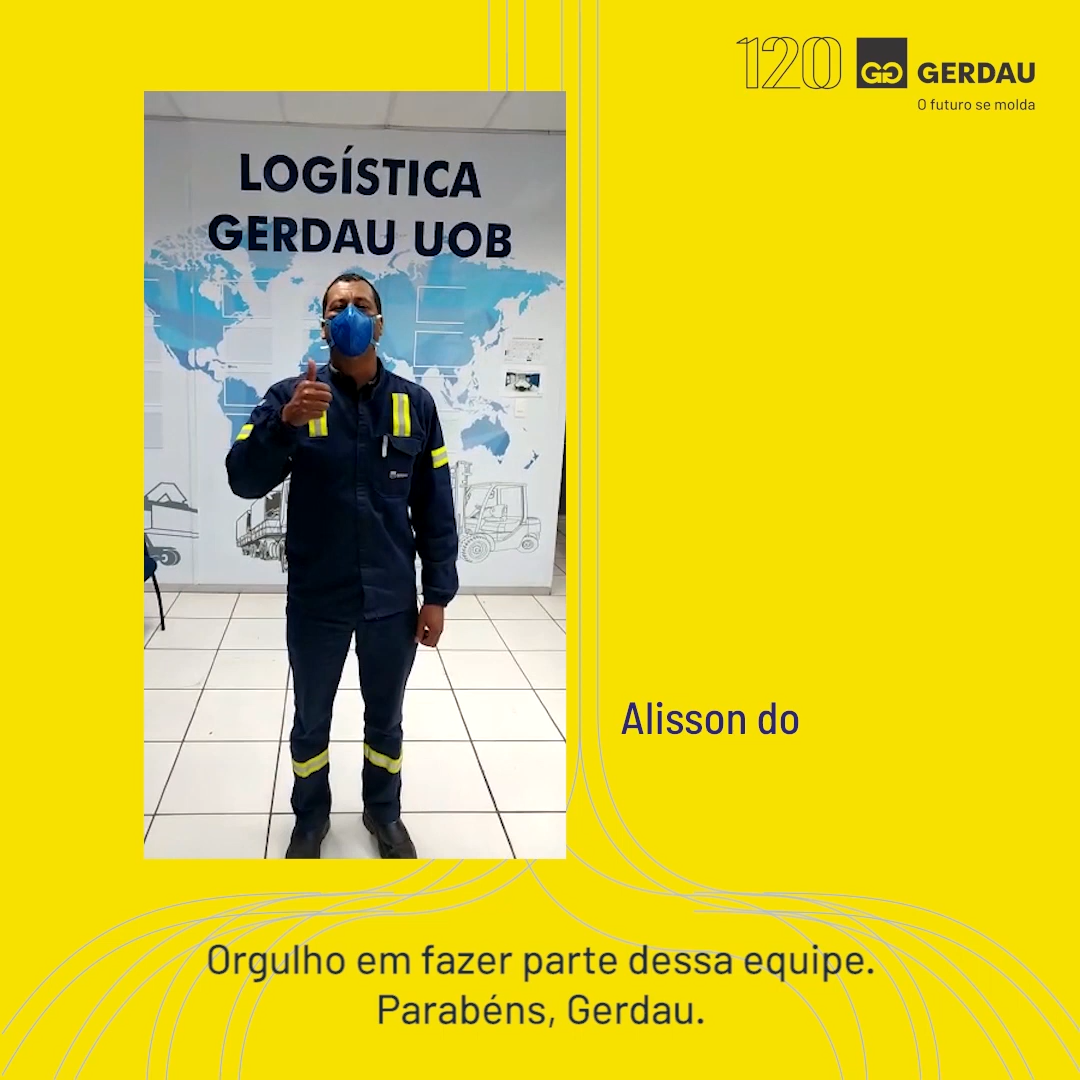 120 GERDAU
O futuro se molda
LOGÍSTICA
GERDAU UOB
Alisson do
Orgulho em fazer parte dessa equipe.
Parabéns, Gerdau.